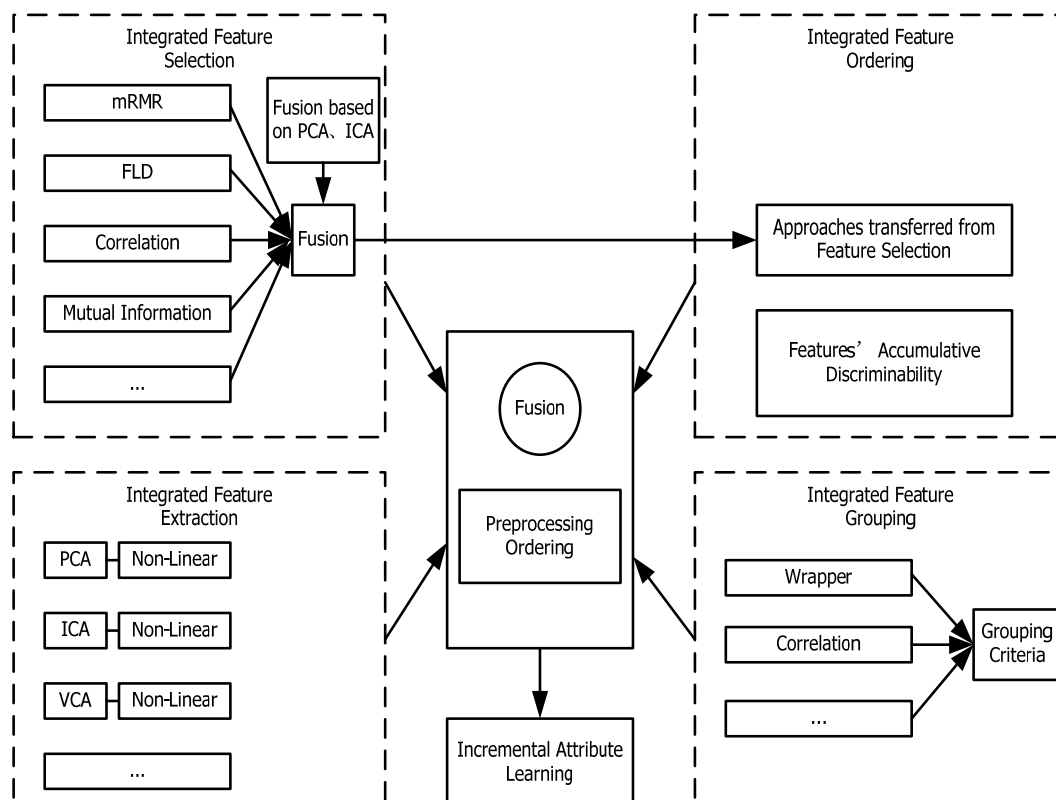 Integrated Feature
Selection
mRMR
FLD
Correlation
Mutual Information
...
Fusion based
on PCA、ICA
Fusion
Integrated Feature
Ordering
Approaches transferred from
Feature Selection
Features’ Accumulative
Discriminability
Fusion
Preprocessing
Ordering
Incremental Attribute
Learning
Integrated Feature
Extraction
PCA
Non-Linear
ICA
Non-Linear
VCA
Non-Linear
...
Integrated Feature
Grouping
Wrapper
Correlation
...
Grouping
Criteria